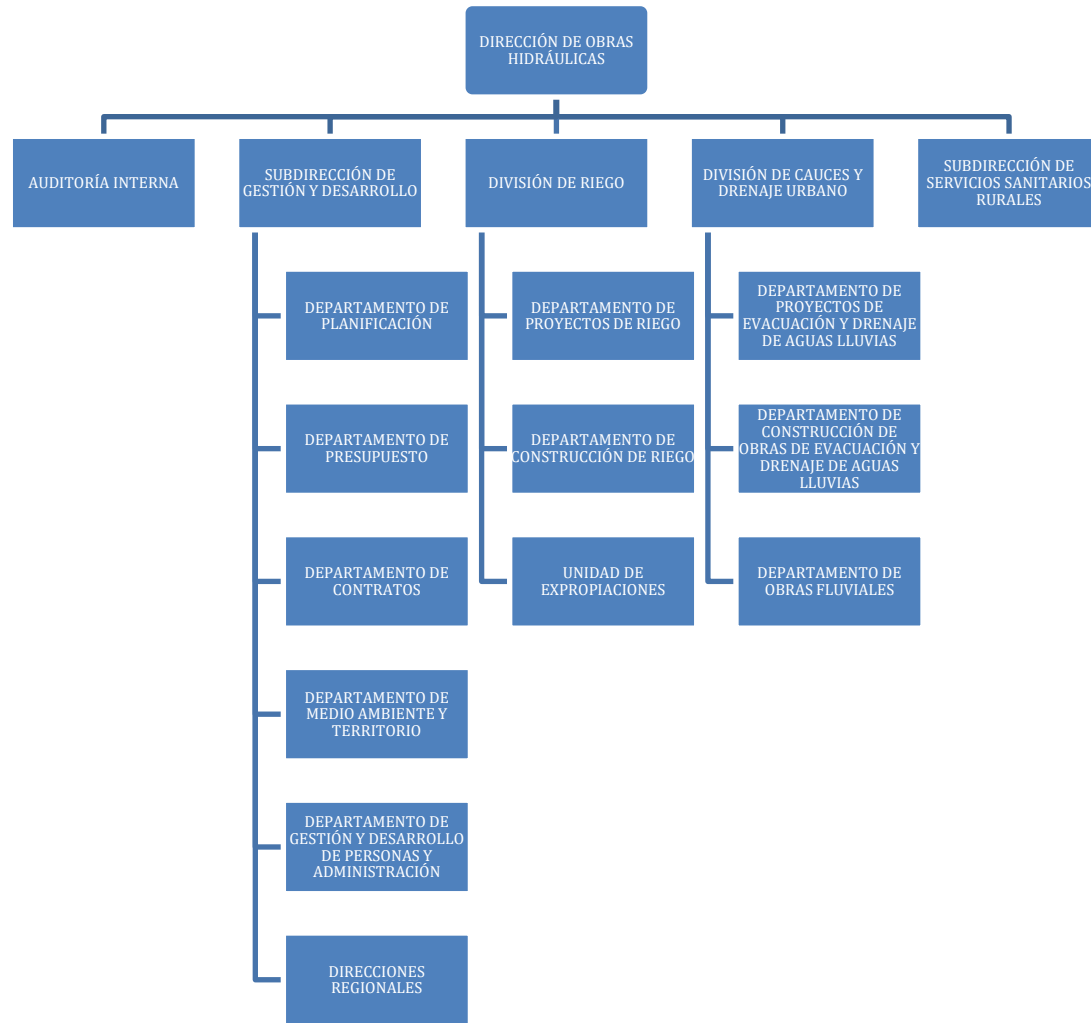 DIRECCIÓN DE OBRAS
HIDRÁULICAS
AUDITORÍA INTERNA
SUBDIRECCIÓN DE
GESTIÓN Y DESARROLLO
DIVISIÓN DE RIEGO
DIVISIÓN DE CAUCES Y
DRENAJE URBANO
SUBDIRECCIÓN DE
SERVICIOS SANITARIOS
RURALES
DEPARTAMENTO DE
PLANIFICACIÓN
DEPARTAMENTO DE
PRESUPUESTO
DEPARTAMENTO DE
CONTRATOS
DEPARTAMENTO DE
MEDIO AMBIENTE Y
TERRITORIO
DEPARTAMENTO DE
GESTIÓN Y DESARROLLO
DE PERSONAS Y
ADMINISTRACIÓN
DIRECCIONES
REGIONALES
DEPARTAMENTO DE
PROYECTOS DE RIEGO
DEPARTAMENTO DE
CONSTRUCCIÓN DE RIEGO
UNIDAD DE
EXPROPIACIONES
DEPARTAMENTO DE
PROYECTOS DE
EVACUACIÓN Y DRENAJE
DE AGUAS LLUVIAS
DEPARTAMENTO DE
CONSTRUCCIÓN DE
OBRAS DE EVACUACIÓN Y
DRENAJE DE AGUAS
LLUVIAS
DEPARTAMENTO DE
OBRAS FLUVIALES